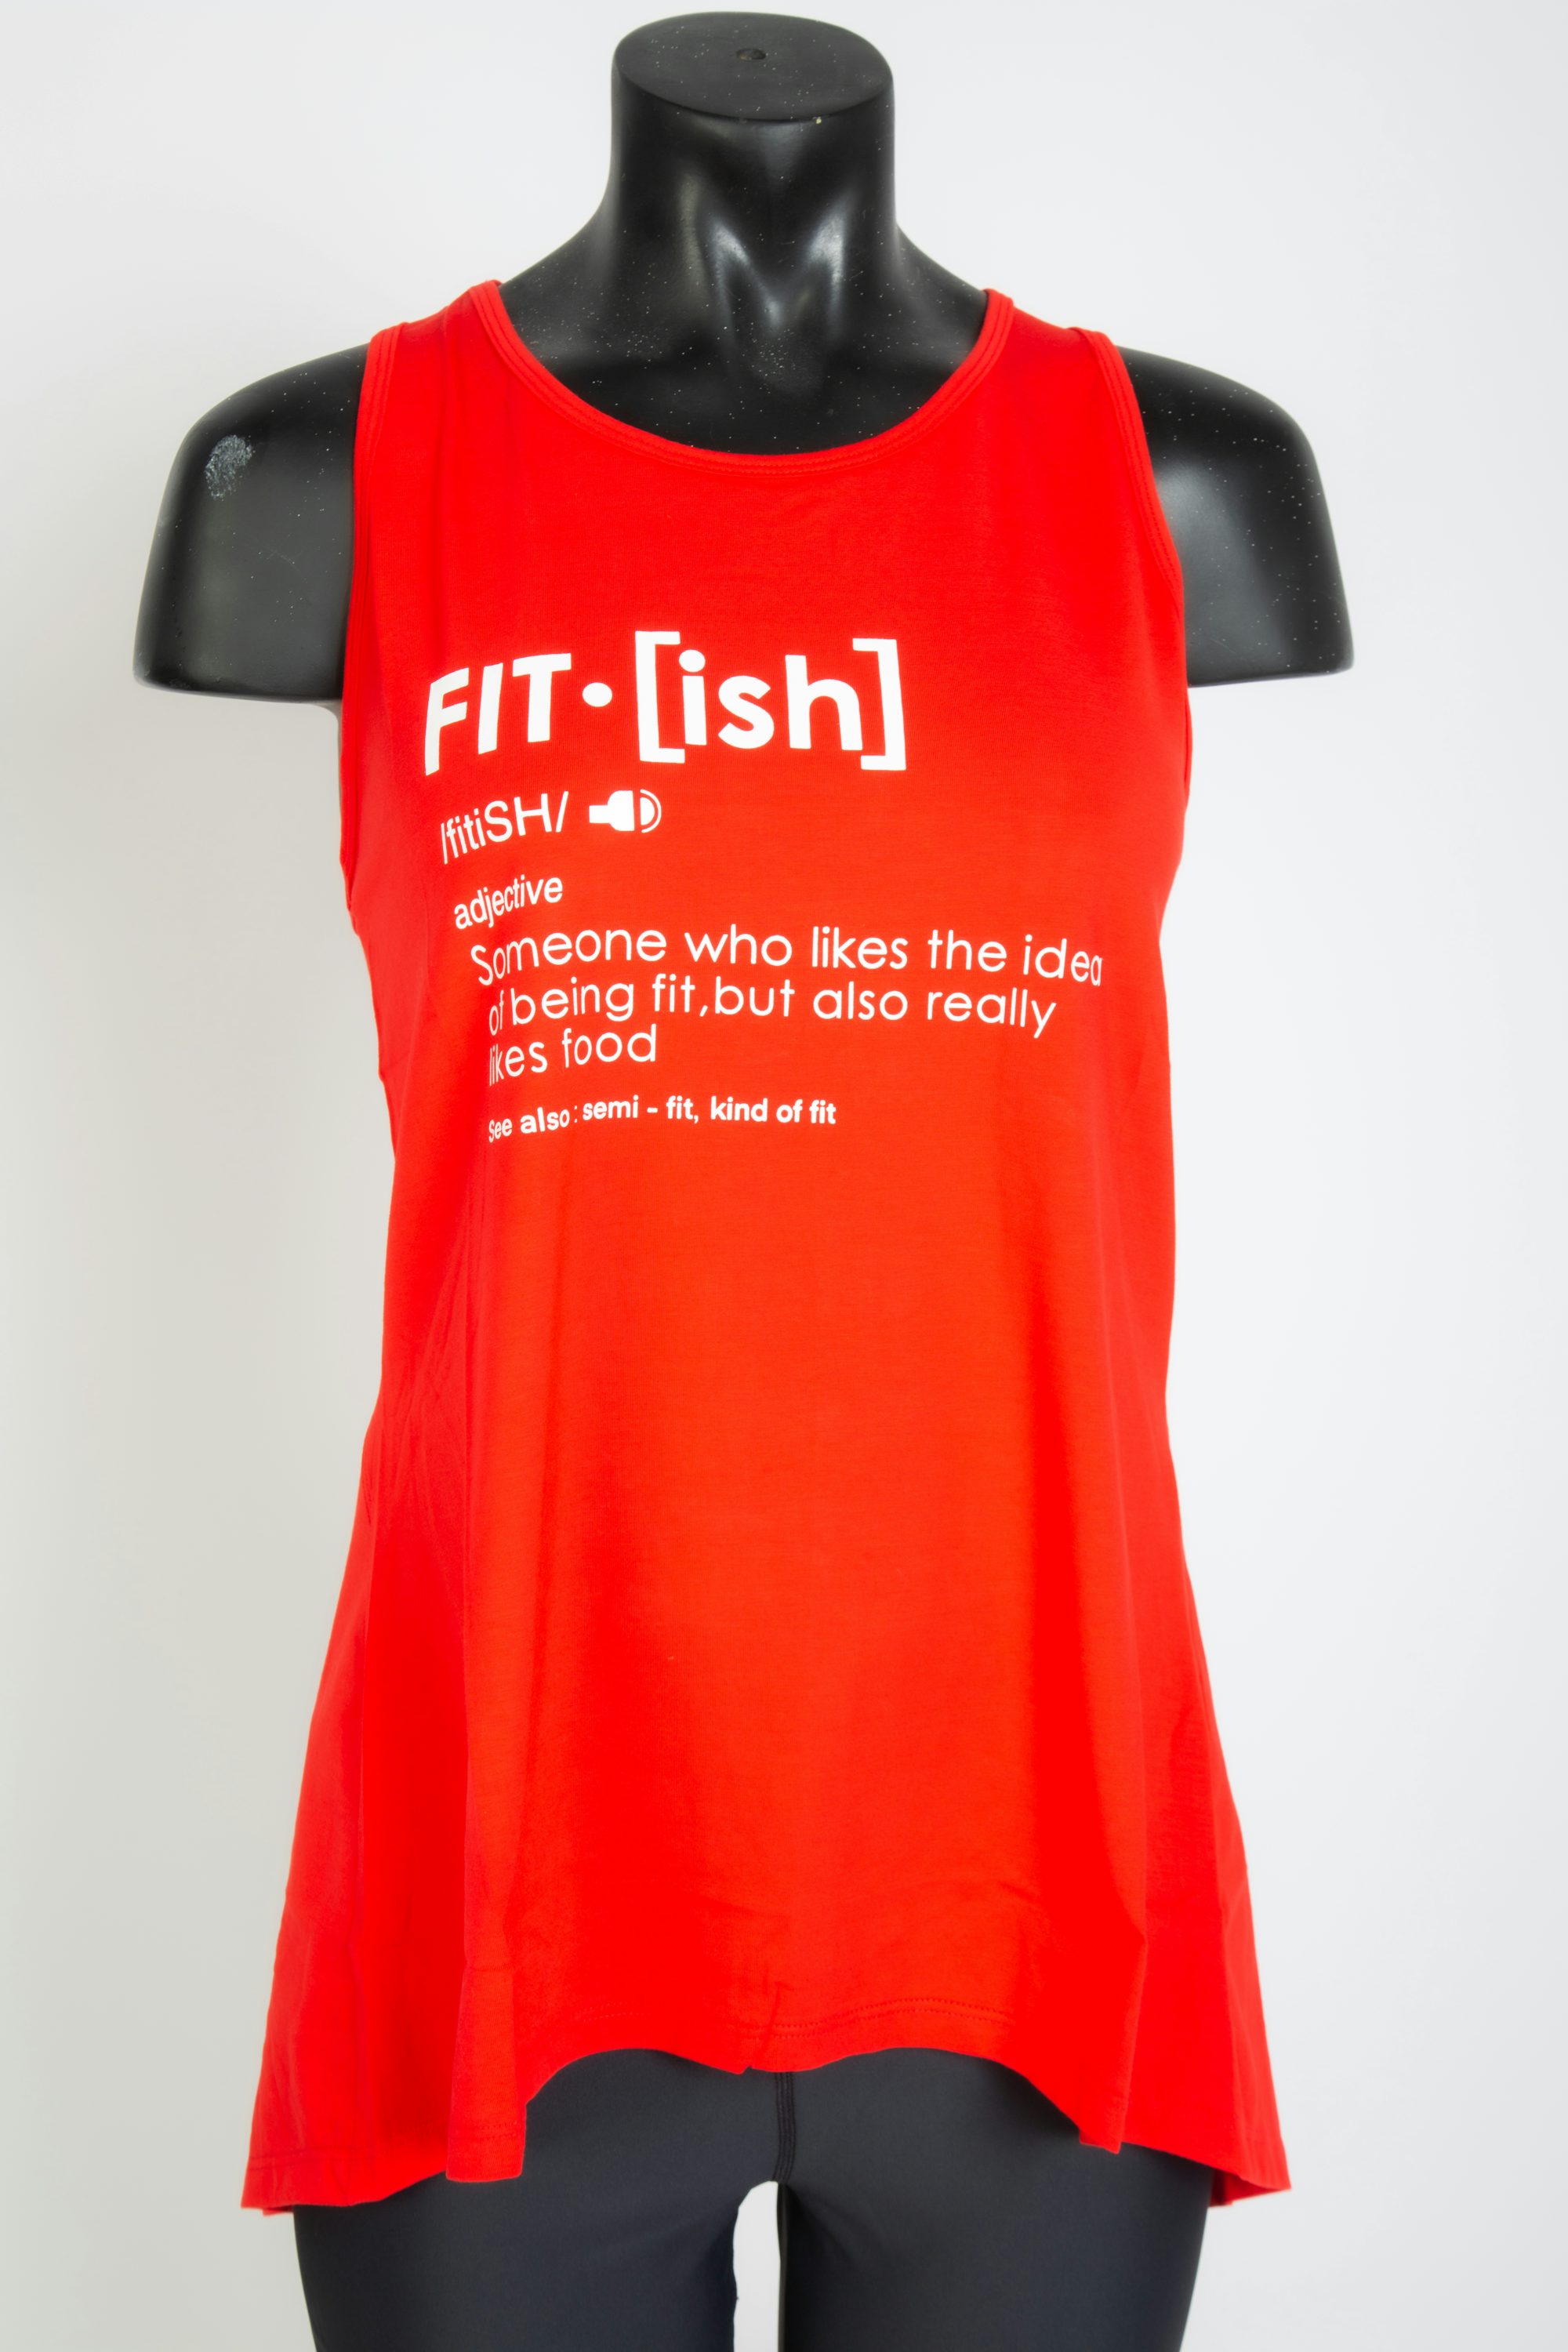 FIT•[ish]
/fitiSH/
adjective
Someone who likes the idea
of being fit,but also really
likes food
See also : semi - fit, kind of fit